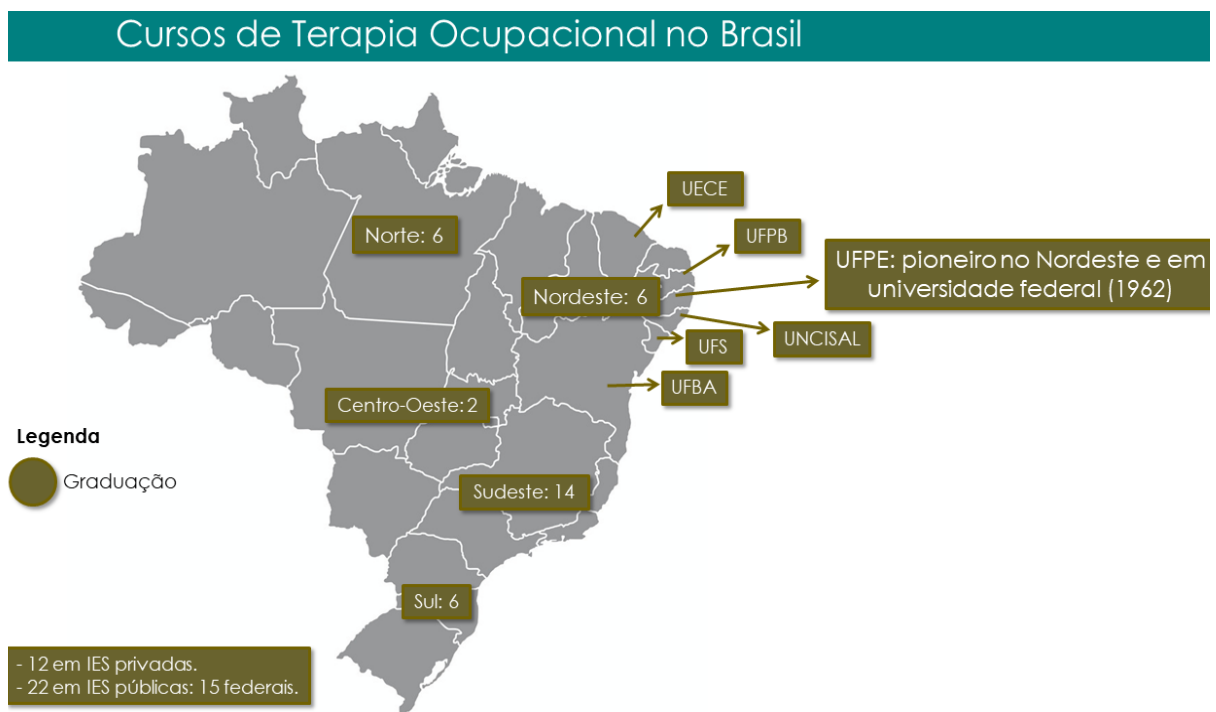 Cursos de Terapia Ocupacional no Brasil
UECE
Norte: 6
UFPB
UFPE: pioneiro no Nordeste e em
universidade federal (1962)
Nordeste: 6
UNCISAL
UFS
UFBA
Centro-Oeste: 2
Legenda
Graduação
Sudeste: 14
Sul: 6
- 12 em IES privadas.
- 22 em IES públicas: 15 federais.